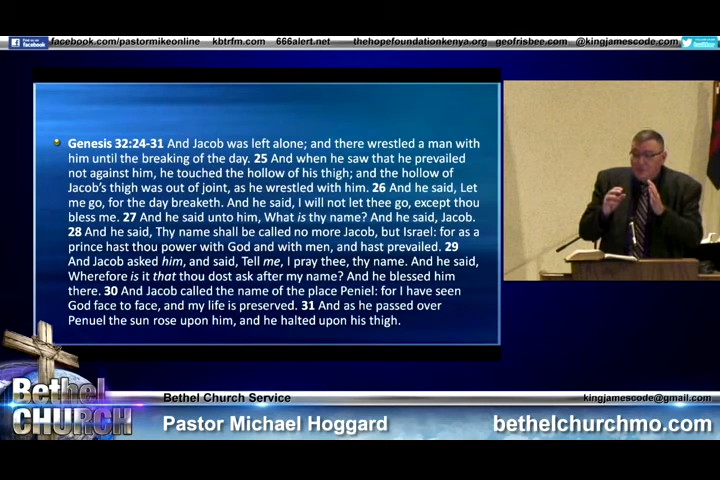 Find us on facebook
facebook.com/pastormikeonline kbtrfm.com 666alert.net thehopefoundationkenya.org geofrisbee.com @kingjamescode.com
Genesis 32:24-31 And Jacob was left alone; and there wrestled a man with
him until the breaking of the day. 25 And when he saw that he prevailed
not against him, he touched the hollow of his thigh; and the hollow of
Jacob's thigh was out of joint, as he wrestled with him. 26 And he said, Let
me go, for the day breaketh. And he said, I will not let thee go, except thou
bless me. 27 And he said unto him, What is thy name? And he said, Jacob.
28 And he said, Thy name shall be called no more Jacob, but Israel: for as a
prince hast thou power with God and with men, and hast prevailed. 29
And Jacob asked him, and said, Tell me, I pray thee, thy name. And he said,
Wherefore is it that thou dost ask after my name? And he blessed him
there. 30 And Jacob called the name of the place Peniel: for I have seen
God face to face, and my life is preserved. 31 And as he passed over
Penuel the sun rose upon him, and he halted upon his thigh.
Bethel
CHURCH
Bethel Church Service kingjamescode@gmail.com
Pastor Michael Hoggard bethelchurchmo.com